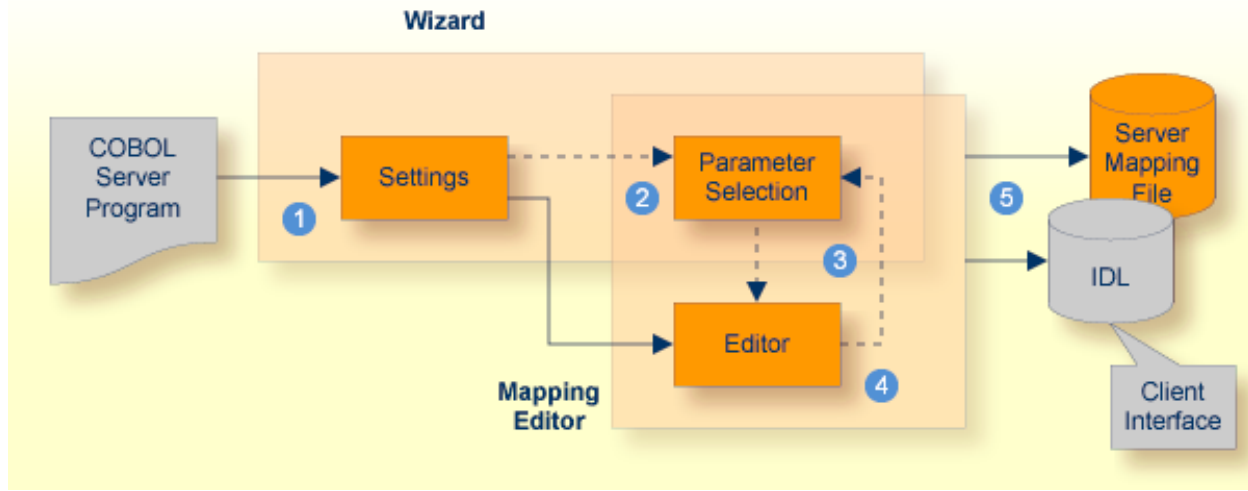 Wizard
COBOL
Server
Program
1
Settings
2
Parameter
Selection
3
Editor
4
Mapping
Editor
5
Server
Mapping
File
IDL
Client
Interface